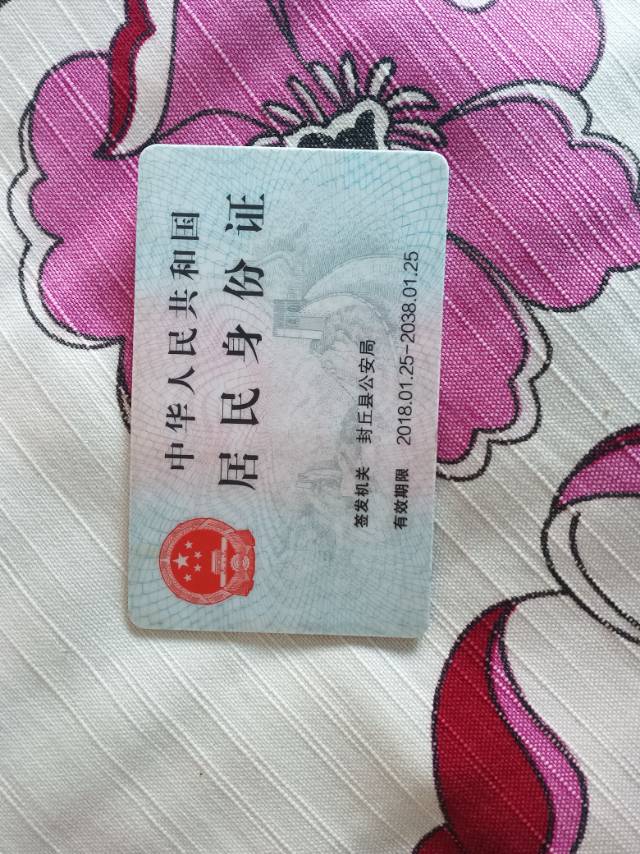 中华人民共和国
居民身份证
签发机关 封丘县公安局
有效期限 2018.01.25-2038.01.25